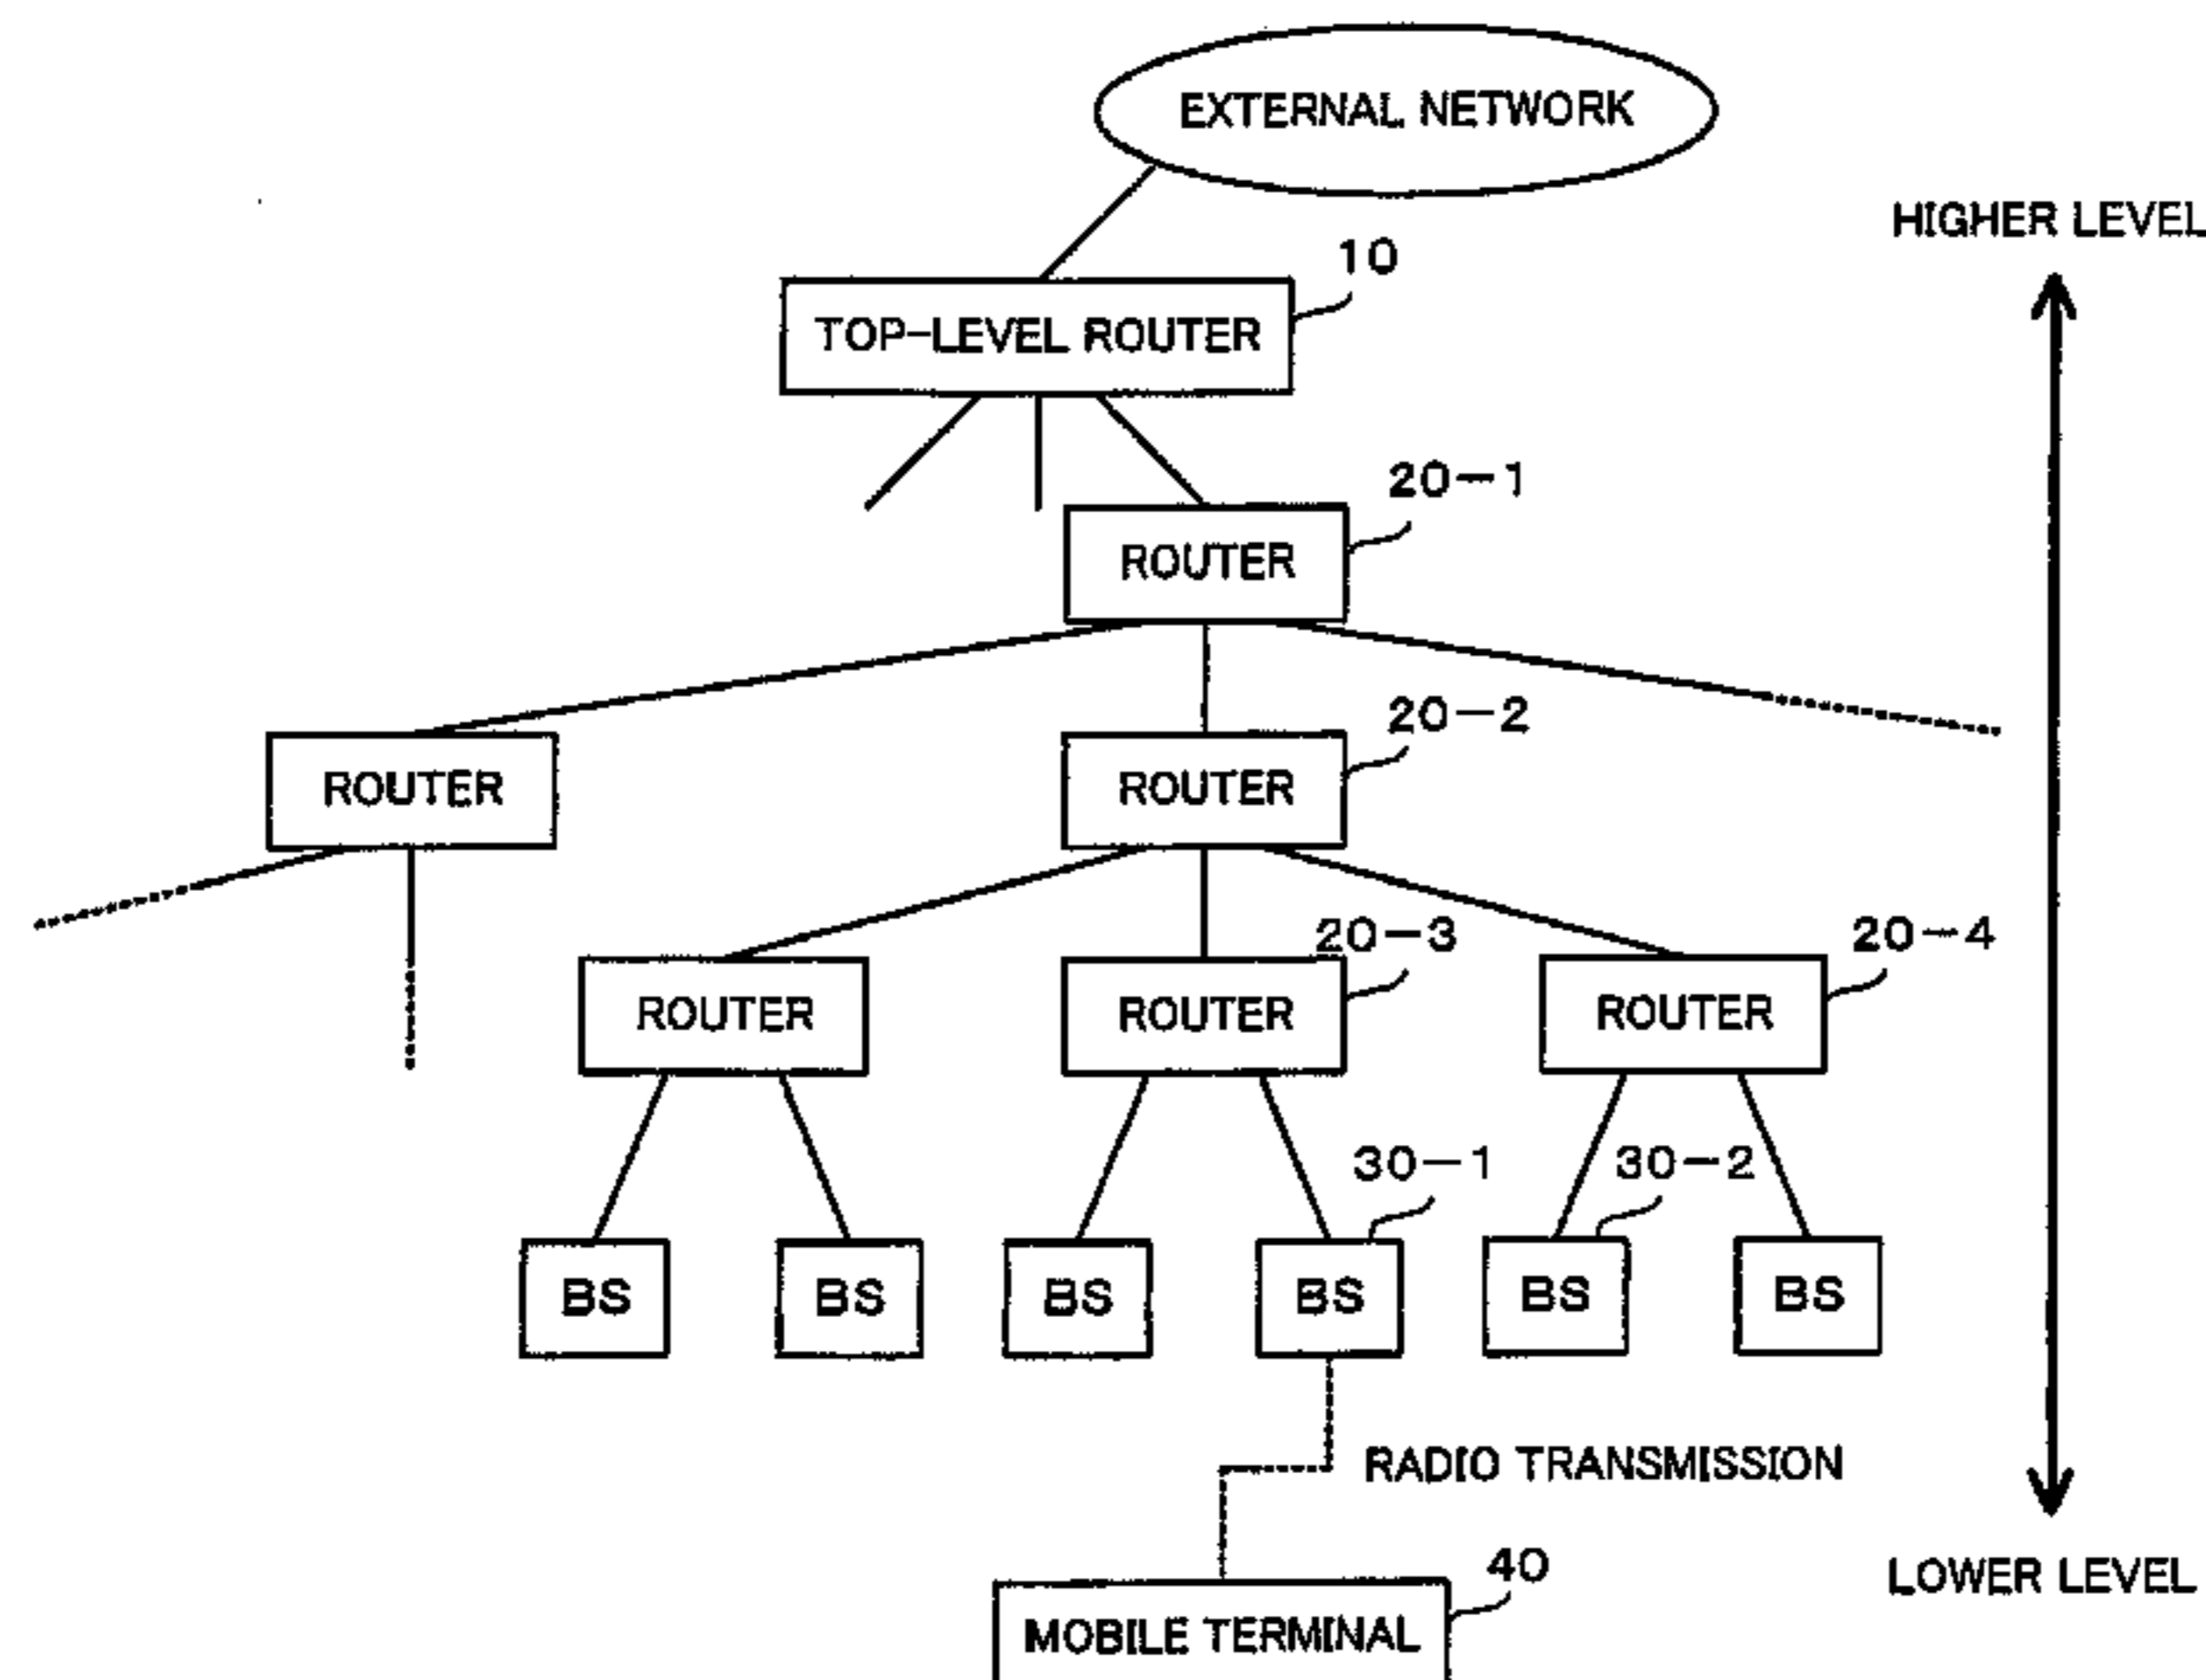 EXTERNAL NETWORK
HIGHER LEVEL
10
TOP-LEVEL ROUTER
20-1
ROUTER
20-2
ROUTER
ROUTER
20-3
20-4
ROUTER
ROUTER
ROUTER
30-1
30-2
BS
BS
BS
BS
BS
BS
RADIO TRANSMISSION
40
LOWER LEVEL
MOBILE TERMINAL